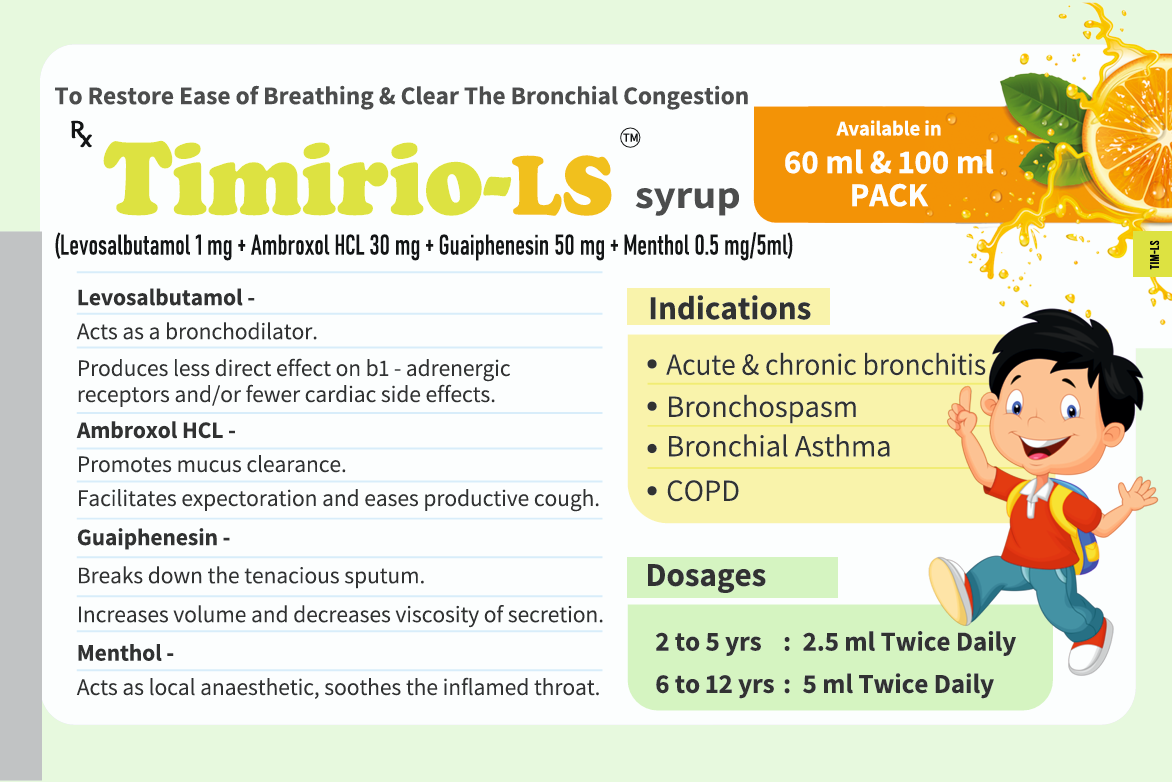 To Restore Ease of Breathing & Clear The Bronchial Congestion
Rx
Timirio-LS TM syrup
Available in
60 ml & 100 ml
PACK
(Levosalbutamol 1 mg + Ambroxol HCL 30 mg + Guaiphenesin 50 mg + Menthol 0.5 mg/5ml)
TIM-LS
Levosalbutamol -
Acts as a bronchodilator.
Produces less direct effect on b1 - adrenergic
receptors and/or fewer cardiac side effects.
Ambroxol HCL -
Promotes mucus clearance.
Facilitates expectoration and eases productive cough.
Guaiphenesin -
Breaks down the tenacious sputum.
Increases volume and decreases viscosity of secretion.
Menthol -
Acts as local anaesthetic, soothes the inflamed throat.
Indications
• Acute & chronic bronchitis
• Bronchospasm
• Bronchial Asthma
• COPD
Dosages
2 to 5 yrs : 2.5 ml Twice Daily
6 to 12 yrs : 5 ml Twice Daily